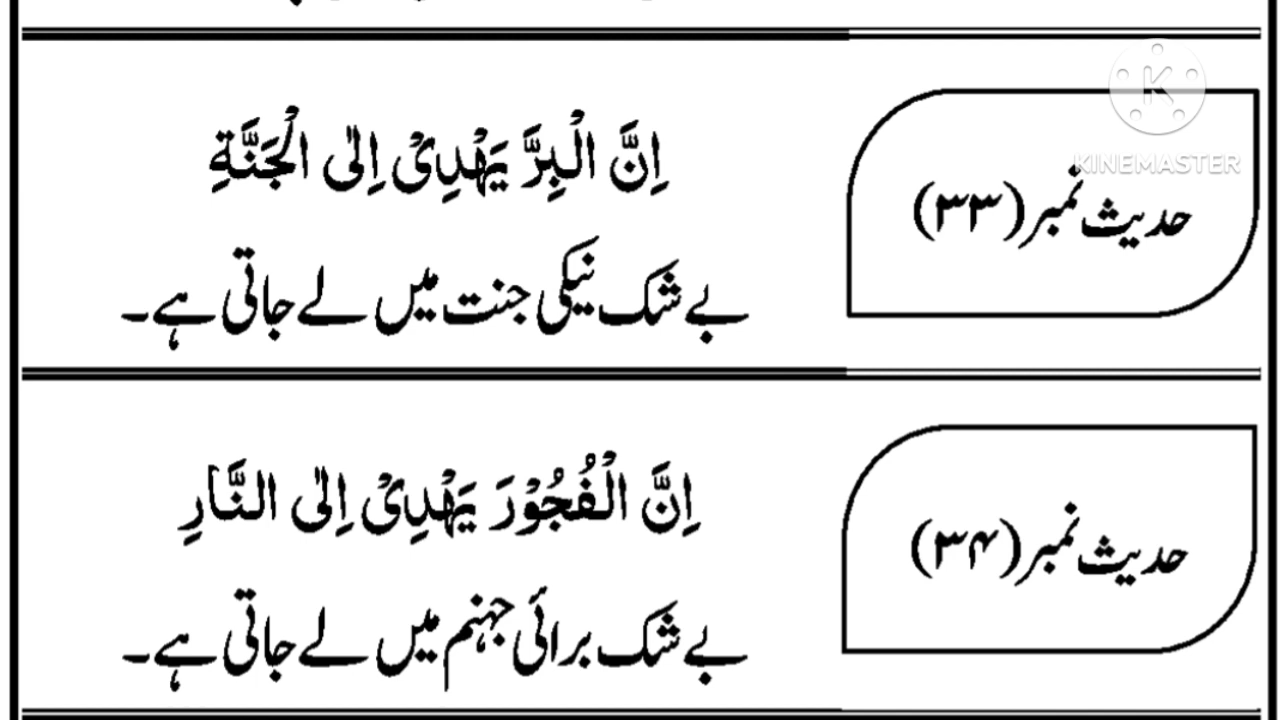 KINEMASTER
حدیث نمبر (۳۳)
اِنَّ الْبِرَّ یَهْدِیْ اِلٰی الْجَنَّةِ
بے شک نیکی جنت میں لے جاتی ہے۔
حدیث نمبر (۳۴)
اِنَّ الْفُجُوْرَ یَهْدِیْ اِلٰی النَّارِ
بے شک برائی جہنم میں لے جاتی ہے۔